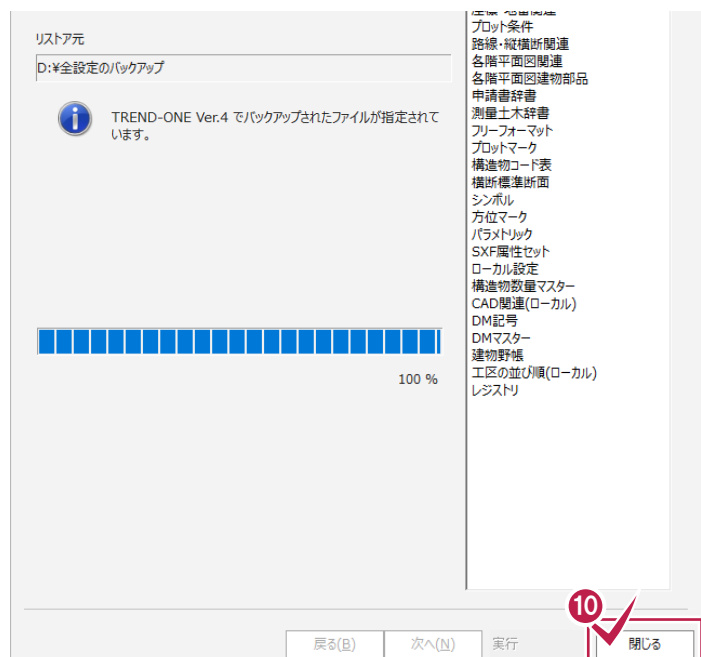 リストア元
D:¥全設定のバックアップ
TREND-ONE Ver.4 でバックアップされたファイルが指定されて
います。
100 %
プロット条件
路線・縦横断関連
各階平面図関連
各階平面図建物部品
申請書辞書
測量土木辞書
フリーフォーマット
プロットマーク
構造物コード表
横断標準断面
シンボル
方位マーク
パラメトリック
SXF属性セット
ローカル設定
構造物数量マスター
CAD関連(ローカル)
DM記号
DMマスター
建物野帳
工区の並び順(ローカル)
レジストリ
10
戻る(B)
次へ(N)
実行
閉じる